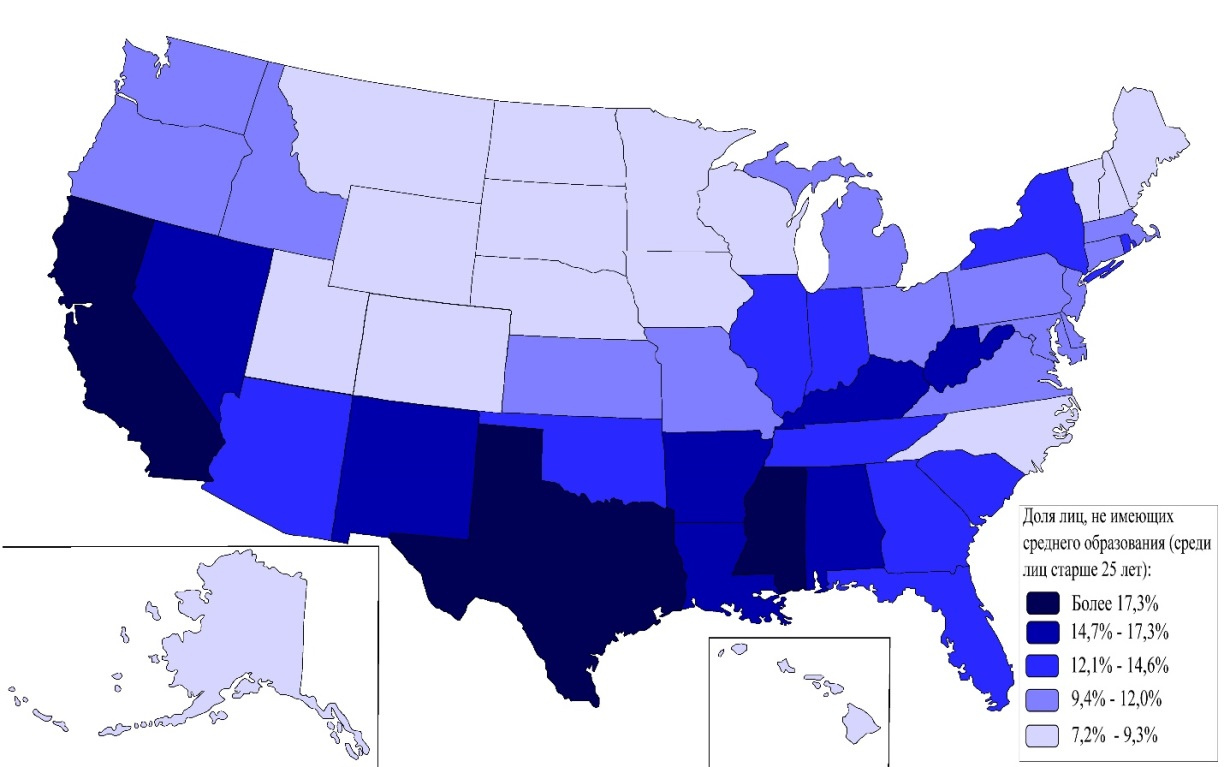 Доля лиц, не имеющих
среднего образования (среди
лиц старше 25 лет):
Более 17,3%
14,7% - 17,3%
12,1% - 14,6%
9,4% - 12,0%
7,2% - 9,3%